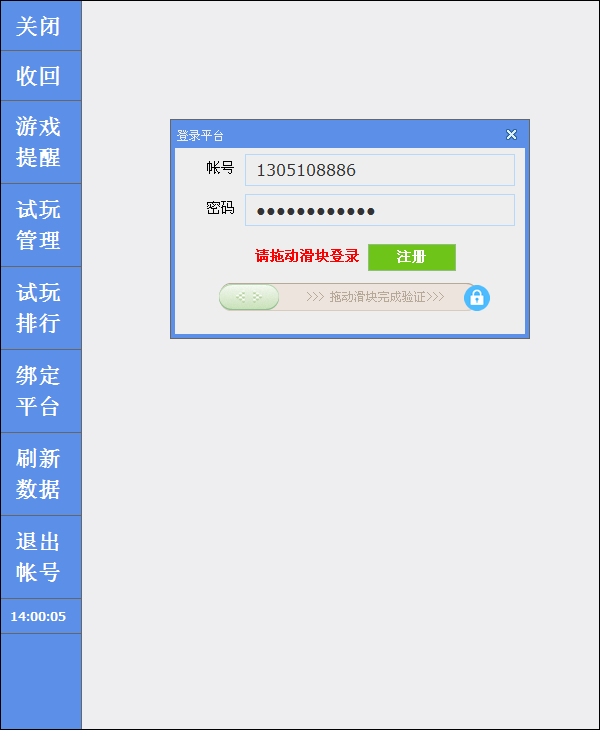 关闭
收回
游戏
提醒
试玩
管理
试玩
排行
绑定
平台
刷新
数据
退出
帐号
14:00:05
登录平台
帐号 1305108886
密码 ●●●●●●●●●●●●
请拖动滑块登录 注册
>>> 拖动滑块完成验证>>>